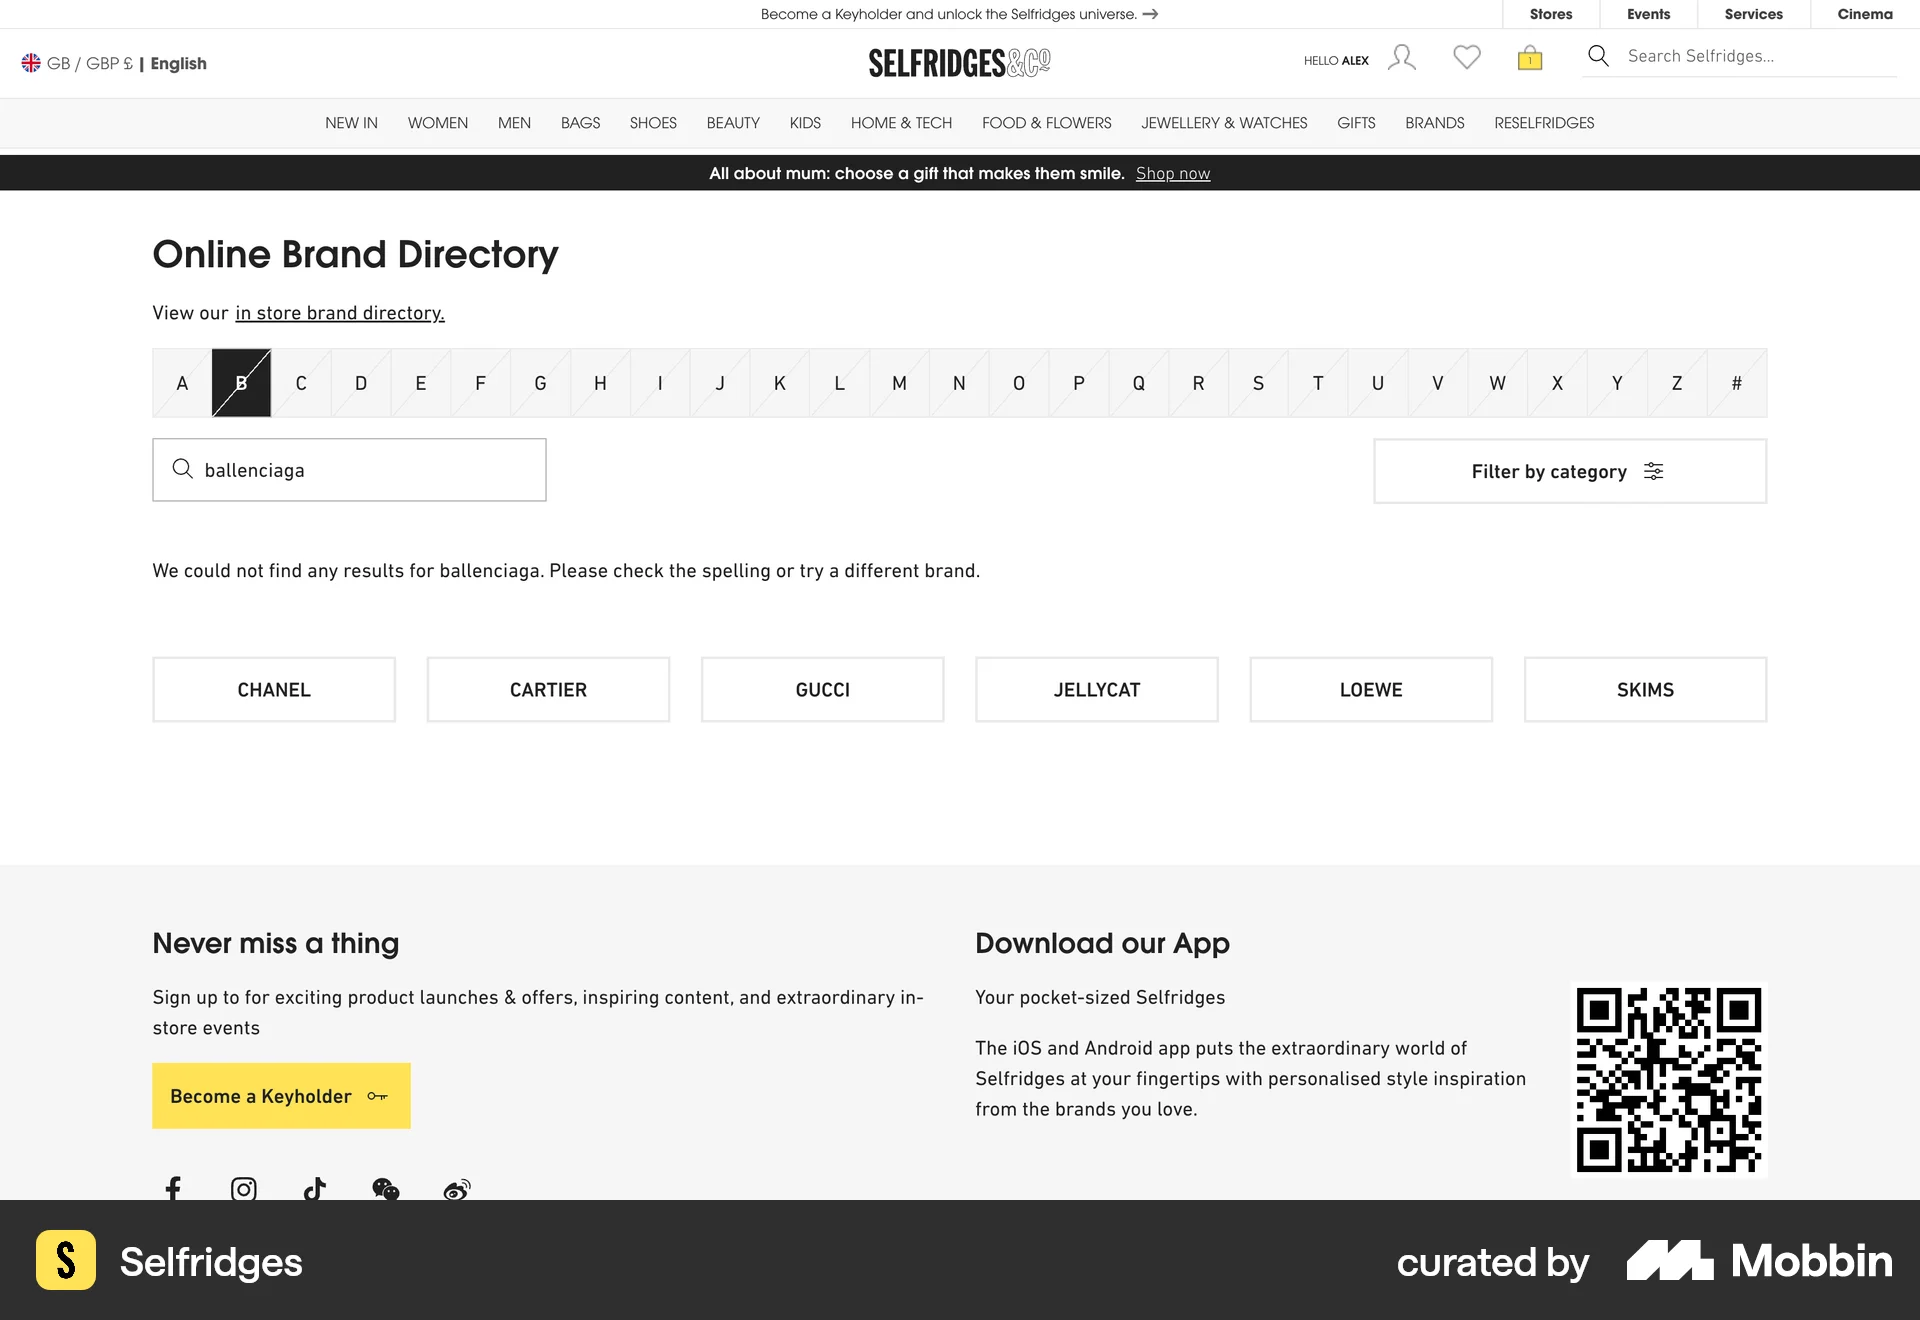 Become a Keyholder and unlock the Selfridges universe. →
Stores
Events
Services
Cinema
GB / GBP £ | English
SELFRIDGES&Cº
HELLO ALEX
1
Search Selfridges...
NEW IN
WOMEN
MEN
BAGS
SHOES
BEAUTY
KIDS
HOME & TECH
FOOD & FLOWERS
JEWELLERY & WATCHES
GIFTS
BRANDS
RESELFRIDGES
All about mum: choose a gift that makes them smile. Shop now
Online Brand Directory
View our in store brand directory.
A B C D E F G H I J K L M N O P Q R S T U V W X Y Z #
ballenciaga
Filter by category
We could not find any results for ballenciaga. Please check the spelling or try a different brand.
CHANEL
CARTIER
GUCCI
JELLYCAT
LOEWE
SKIMS
Never miss a thing
Sign up to for exciting product launches & offers, inspiring content, and extraordinary in-
store events
Become a Keyholder
Download our App
Your pocket-sized Selfridges
The iOS and Android app puts the extraordinary world of
Selfridges at your fingertips with personalised style inspiration
from the brands you love.
S
Selfridges
curated by
Mobbin